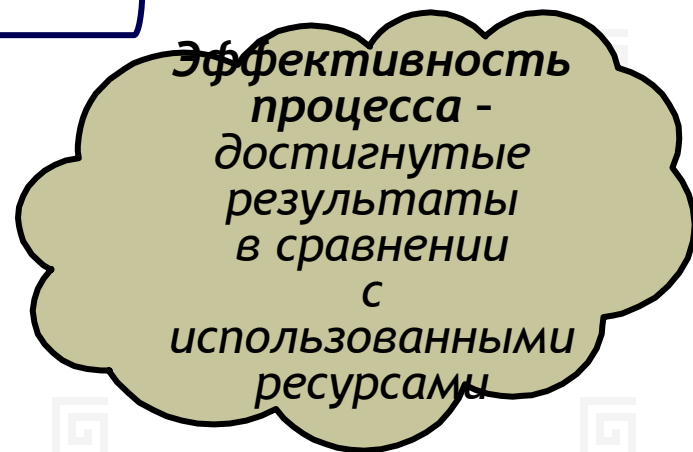 Эффективность
процесса –
достигнутые
результаты
в сравнении
с
использованными
ресурсами